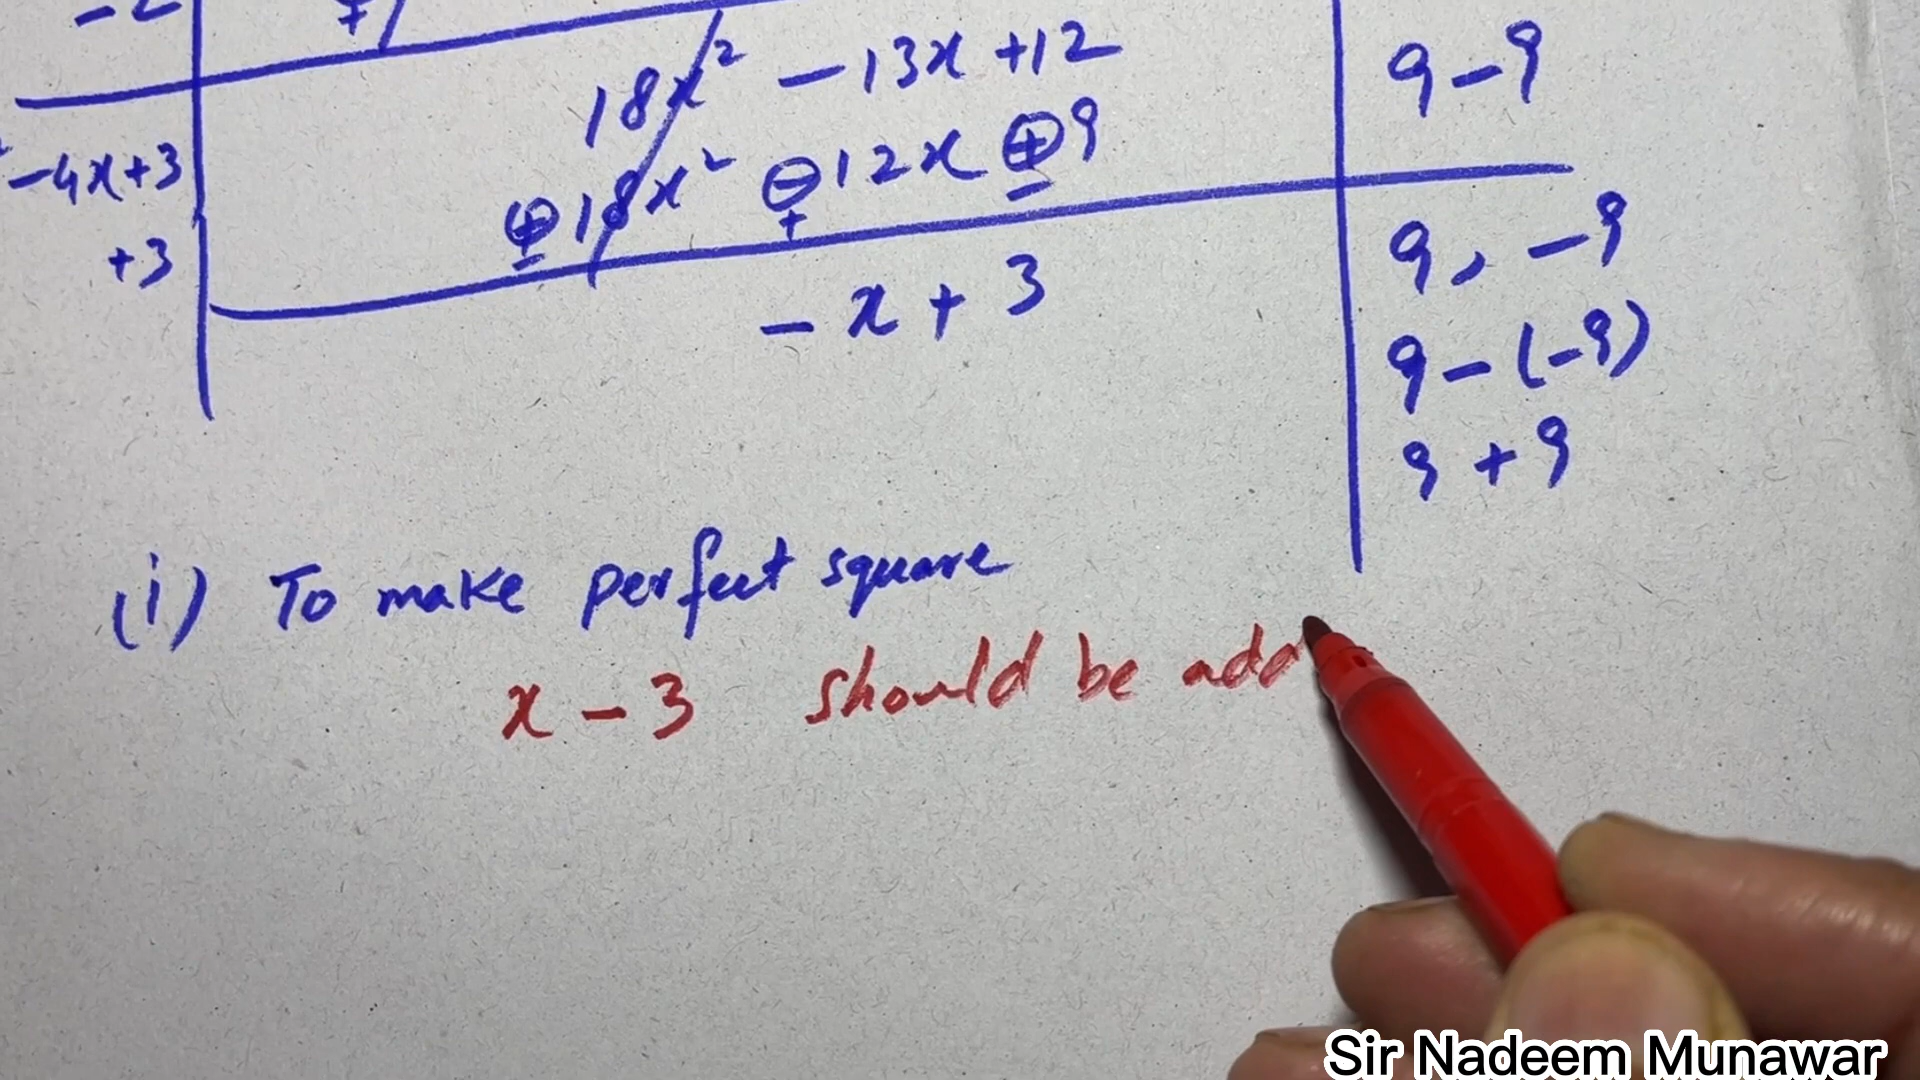 18x² - 13x + 12
-4x+3
⊕18x² ⊖12x ⊕9
- + -
+3
- x + 3
9 - 9
9, -9
9 - (-9)
9 + 9
(i) To make perfect square
x - 3 should be add
Sir Nadeem Munawar